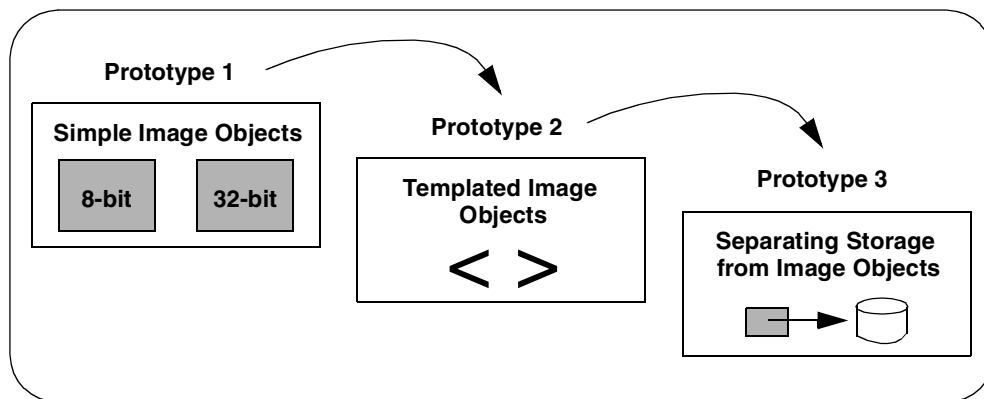 Prototype 1
Simple Image Objects
8-bit
32-bit
Prototype 2
Templated Image
Objects
< >
Prototype 3
Separating Storage
from Image Objects